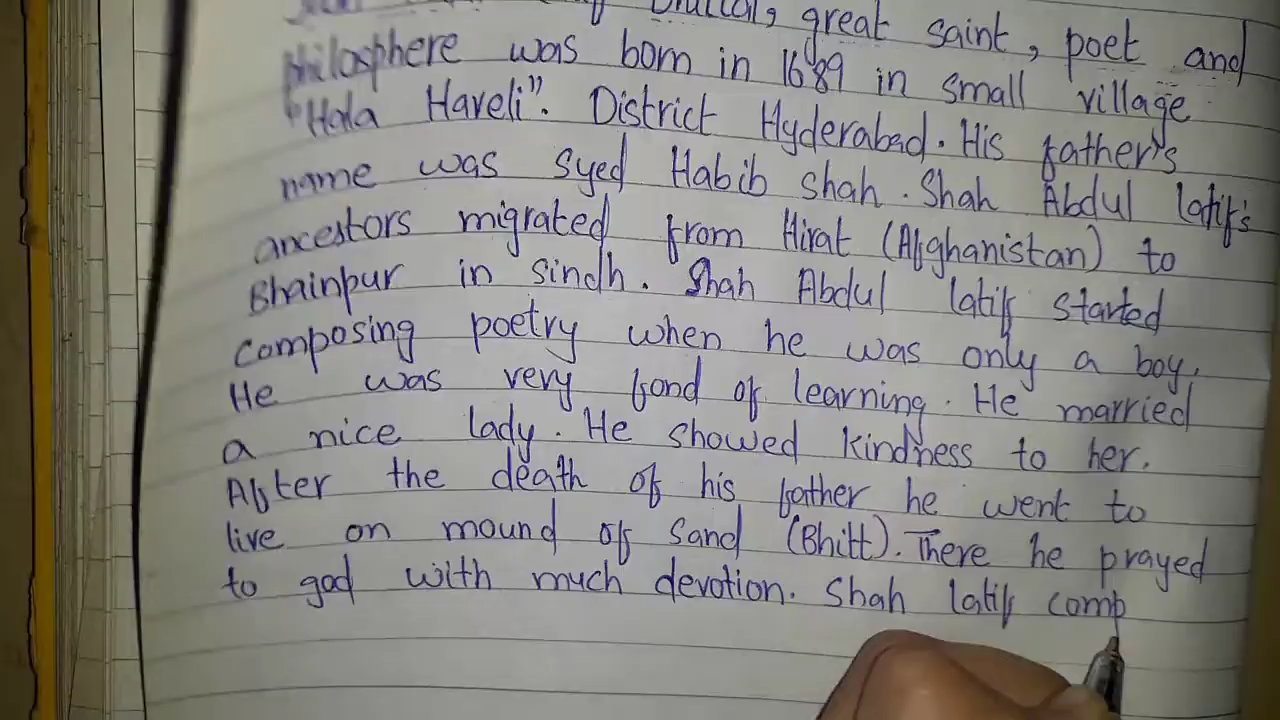 great saint, poet and
philosphere was born in 1689 in small village
"Hala Haveli". District Hyderabad. His father's
name was Syed Habib shah. Shah Abdul latif's
ancestors migrated from Hirat (Afghanistan) to
Bhainpur in sindh. Shah Abdul latif started
composing poetry when he was only a boy.
He was very fond of learning. He married
a nice lady. He showed kindness to her.
After the death of his father he went to
live on mound of Sand (Bhitt). There he prayed
to god with much devotion. Shah latif comp